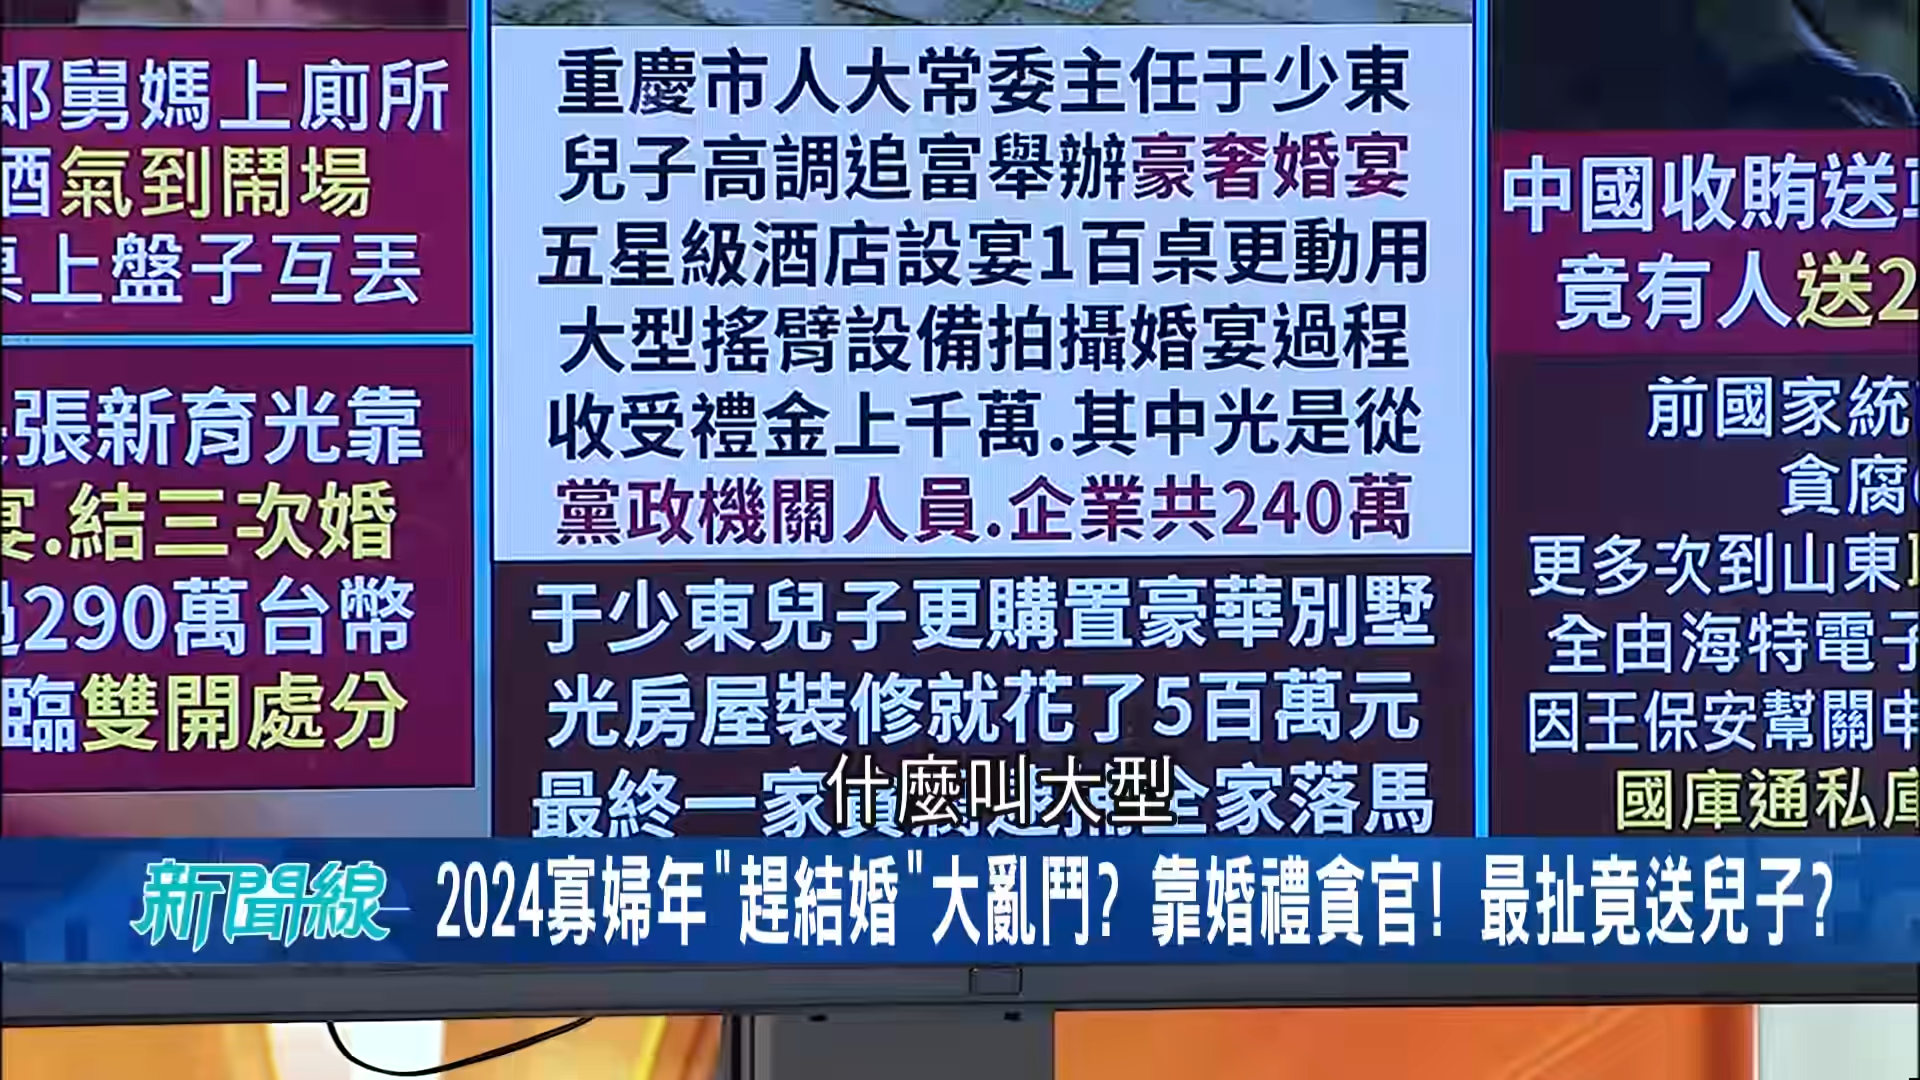 郎舅媽上廁所
酒氣到鬧場
桌上盤子互丟
張新育光靠
宴.結三次婚
過290萬台幣
臨雙開處分
重慶市人大常委主任于少東
兒子高調追富舉辦豪奢婚宴
五星級酒店設宴1百桌更動用
大型搖臂設備拍攝婚宴過程
收受禮金上千萬.其中光是從
黨政機關人員.企業共240萬
于少東兒子更購置豪華別墅
光房屋裝修就花了5百萬元
最終一家 全家落馬
中國收賄送
竟有人送2
前國家統
貪腐
更多次到山東
全由海特電子
因王保安幫關申
國庫通私庫
什麼叫大型
新聞線
2024寡婦年"趕結婚"大亂鬥? 靠婚禮貪官! 最扯竟送兒子?